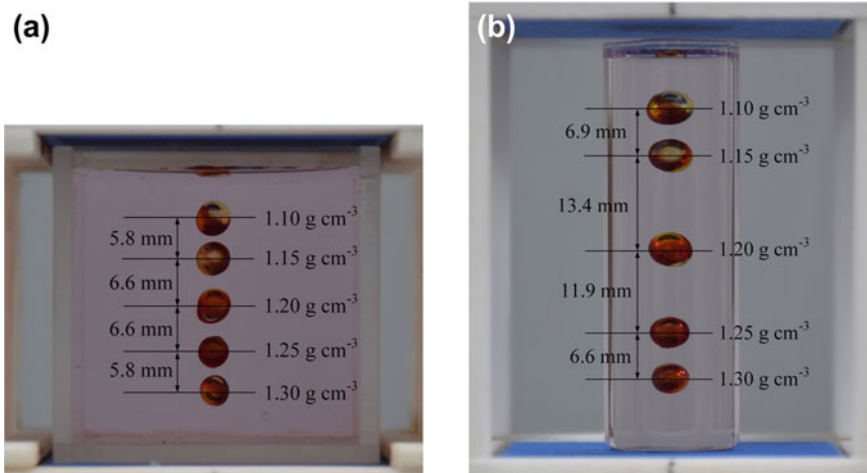 (a)
1.10 g cm-3
5.8 mm
1.15 g cm-3
6.6 mm
1.20 g cm-3
6.6 mm
1.25 g cm-3
5.8 mm
1.30 g cm-3
(b)
1.10 g cm-3
6.9 mm
1.15 g cm-3
13.4 mm
1.20 g cm-3
11.9 mm
1.25 g cm-3
6.6 mm
1.30 g cm-3